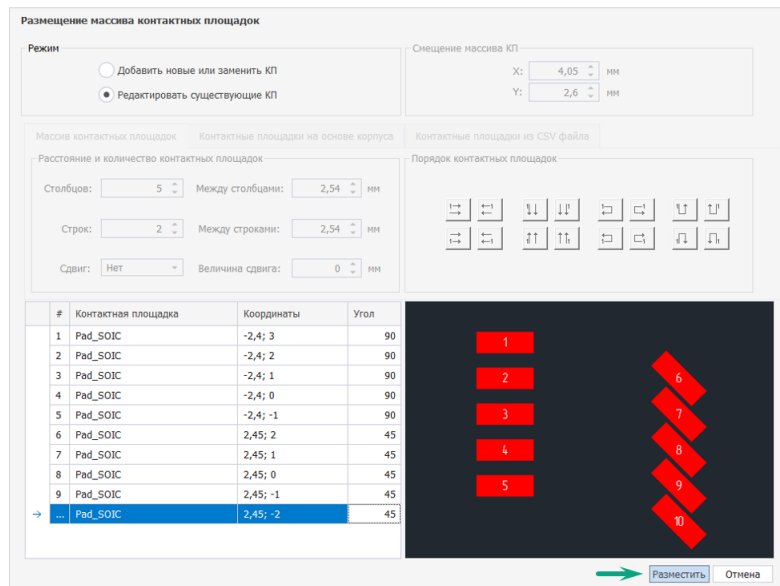 Размещение массива контактных площадок
Режим
Добавить новые или заменить КП
Редактировать существующие КП
Смещение массива КП
X: 4,05 мм
Y: 2,6 мм
Массив контактных площадок Контактные площадки на основе корпуса Контактные площадки из CSV файла
Расстояние и количество контактных площадок
Столбцов: 5 Между столбцами: 2,54 мм
Строк: 2 Между строками: 2,54 мм
Сдвиг: Нет Величина сдвига: 0 мм
Порядок контактных площадок
# Контактная площадка Координаты Угол
1 Pad_SOIC -2,4; 3 90
2 Pad_SOIC -2,4; 2 90
3 Pad_SOIC -2,4; 1 90
4 Pad_SOIC -2,4; 0 90
5 Pad_SOIC -2,4; -1 90
6 Pad_SOIC 2,45; 2 45
7 Pad_SOIC 2,45; 1 45
8 Pad_SOIC 2,45; 0 45
9 Pad_SOIC 2,45; -1 45
... Pad_SOIC 2,45; -2 45
1
2
3
4
5
6
7
8
9
10
Разместить Отмена